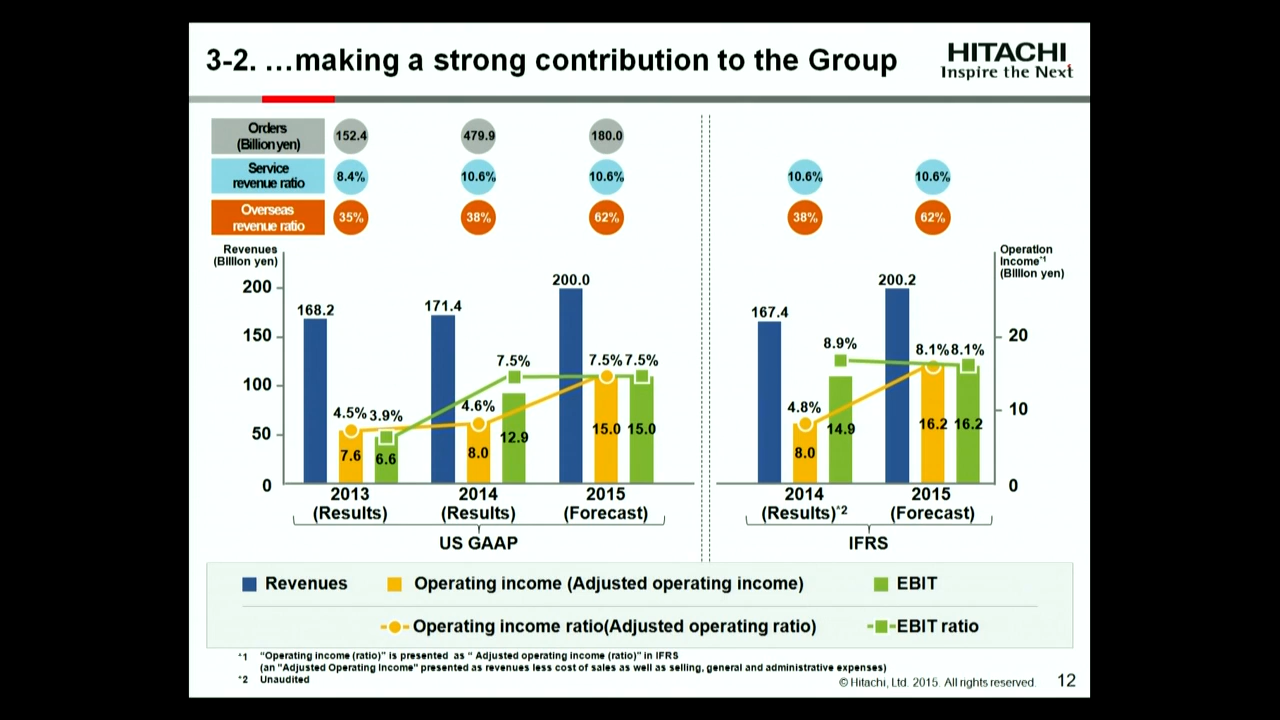 3-2. …making a strong contribution to the Group
HITACHI
Inspire the Next
Orders
(Billion yen)
152.4
479.9
180.0
Service
revenue ratio
8.4%
10.6%
10.6%
10.6%
10.6%
Overseas
revenue ratio
35%
38%
62%
38%
62%
Revenues
(Billion yen)
Operation
Income*1
(Billion yen)
200
150
100
50
0
20
10
0
168.2
171.4
200.0
167.4
200.2
4.5%
3.9%
4.6%
7.5%
7.5%
7.5%
4.8%
8.9%
8.1%
8.1%
7.6
6.6
8.0
12.9
15.0
15.0
8.0
14.9
16.2
16.2
2013
(Results)
2014
(Results)
2015
(Forecast)
2014
(Results)*2
2015
(Forecast)
US GAAP
IFRS
Revenues
Operating income (Adjusted operating income)
EBIT
Operating income ratio(Adjusted operating ratio)
EBIT ratio
*1 "Operating income (ratio)" is presented as " Adjusted operating income (ratio)" in IFRS
(an "Adjusted Operating Income" presented as revenues less cost of sales as well as selling, general and administrative expenses)
*2 Unaudited
© Hitachi, Ltd. 2015. All rights reserved.
12